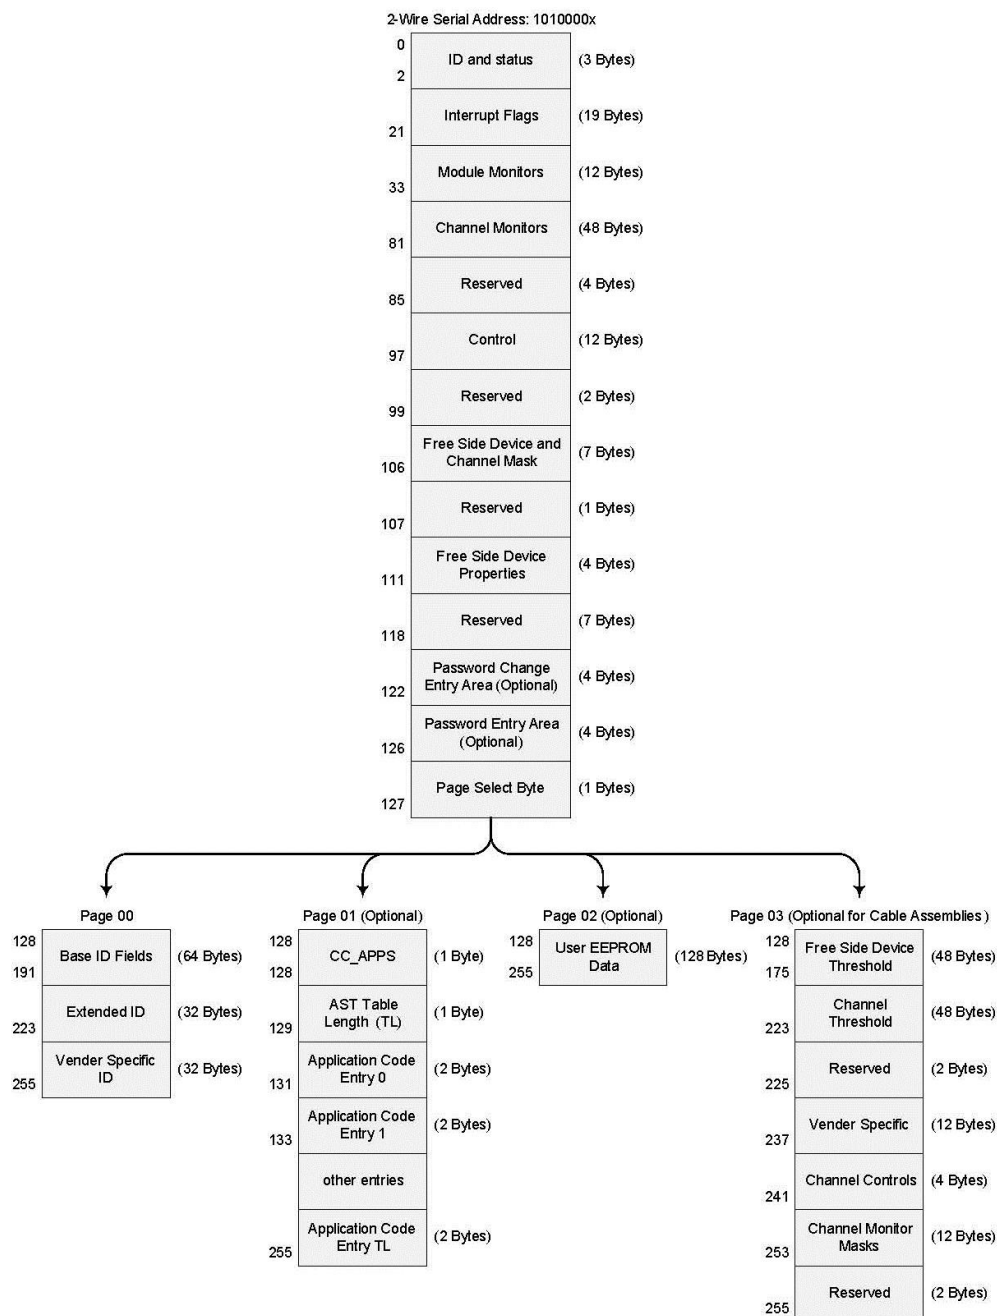 2-Wire Serial Address: 1010000x
0
ID and status (3 Bytes)
2
Interrupt Flags (19 Bytes)
21
Module Monitors (12 Bytes)
33
Channel Monitors (48 Bytes)
81
Reserved (4 Bytes)
85
Control (12 Bytes)
97
Reserved (2 Bytes)
99
Free Side Device and
Channel Mask (7 Bytes)
106
Reserved (1 Bytes)
107
Free Side Device
Properties (4 Bytes)
111
Reserved (7 Bytes)
118
Password Change
Entry Area (Optional) (4 Bytes)
122
Password Entry Area
(Optional) (4 Bytes)
126
Page Select Byte (1 Bytes)
127
Page 00
128
Base ID Fields (64 Bytes)
191
Extended ID (32 Bytes)
223
Vender Specific
ID (32 Bytes)
255
Page 01 (Optional)
128
CC_APPS (1 Byte)
128
AST Table
Length (TL) (1 Byte)
129
Application Code
Entry 0 (2 Bytes)
131
Application Code
Entry 1 (2 Bytes)
133
other entries
Application Code
Entry TL (2 Bytes)
255
Page 02 (Optional)
128
User EEPROM
Data (128 Bytes)
255
Page 03 (Optional for Cable Assemblies )
128
Free Side Device
Threshold (48 Bytes)
175
Channel
Threshold (48 Bytes)
223
Reserved (2 Bytes)
225
Vender Specific (12 Bytes)
237
Channel Controls (4 Bytes)
241
Channel Monitor
Masks (12 Bytes)
253
Reserved (2 Bytes)
255